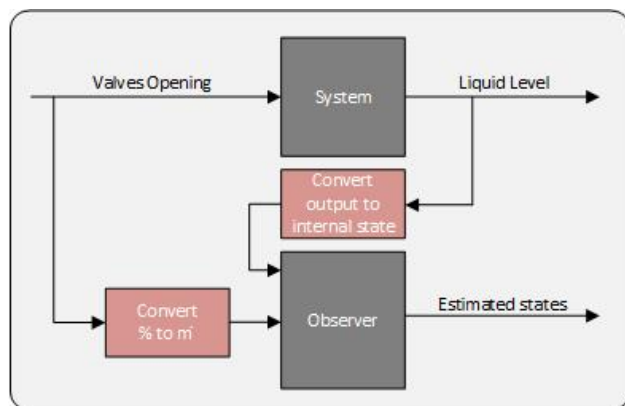 Valves Opening
System
Liquid Level
Convert
output to
internal state
Convert
% to ḿ
Observer
Estimated states